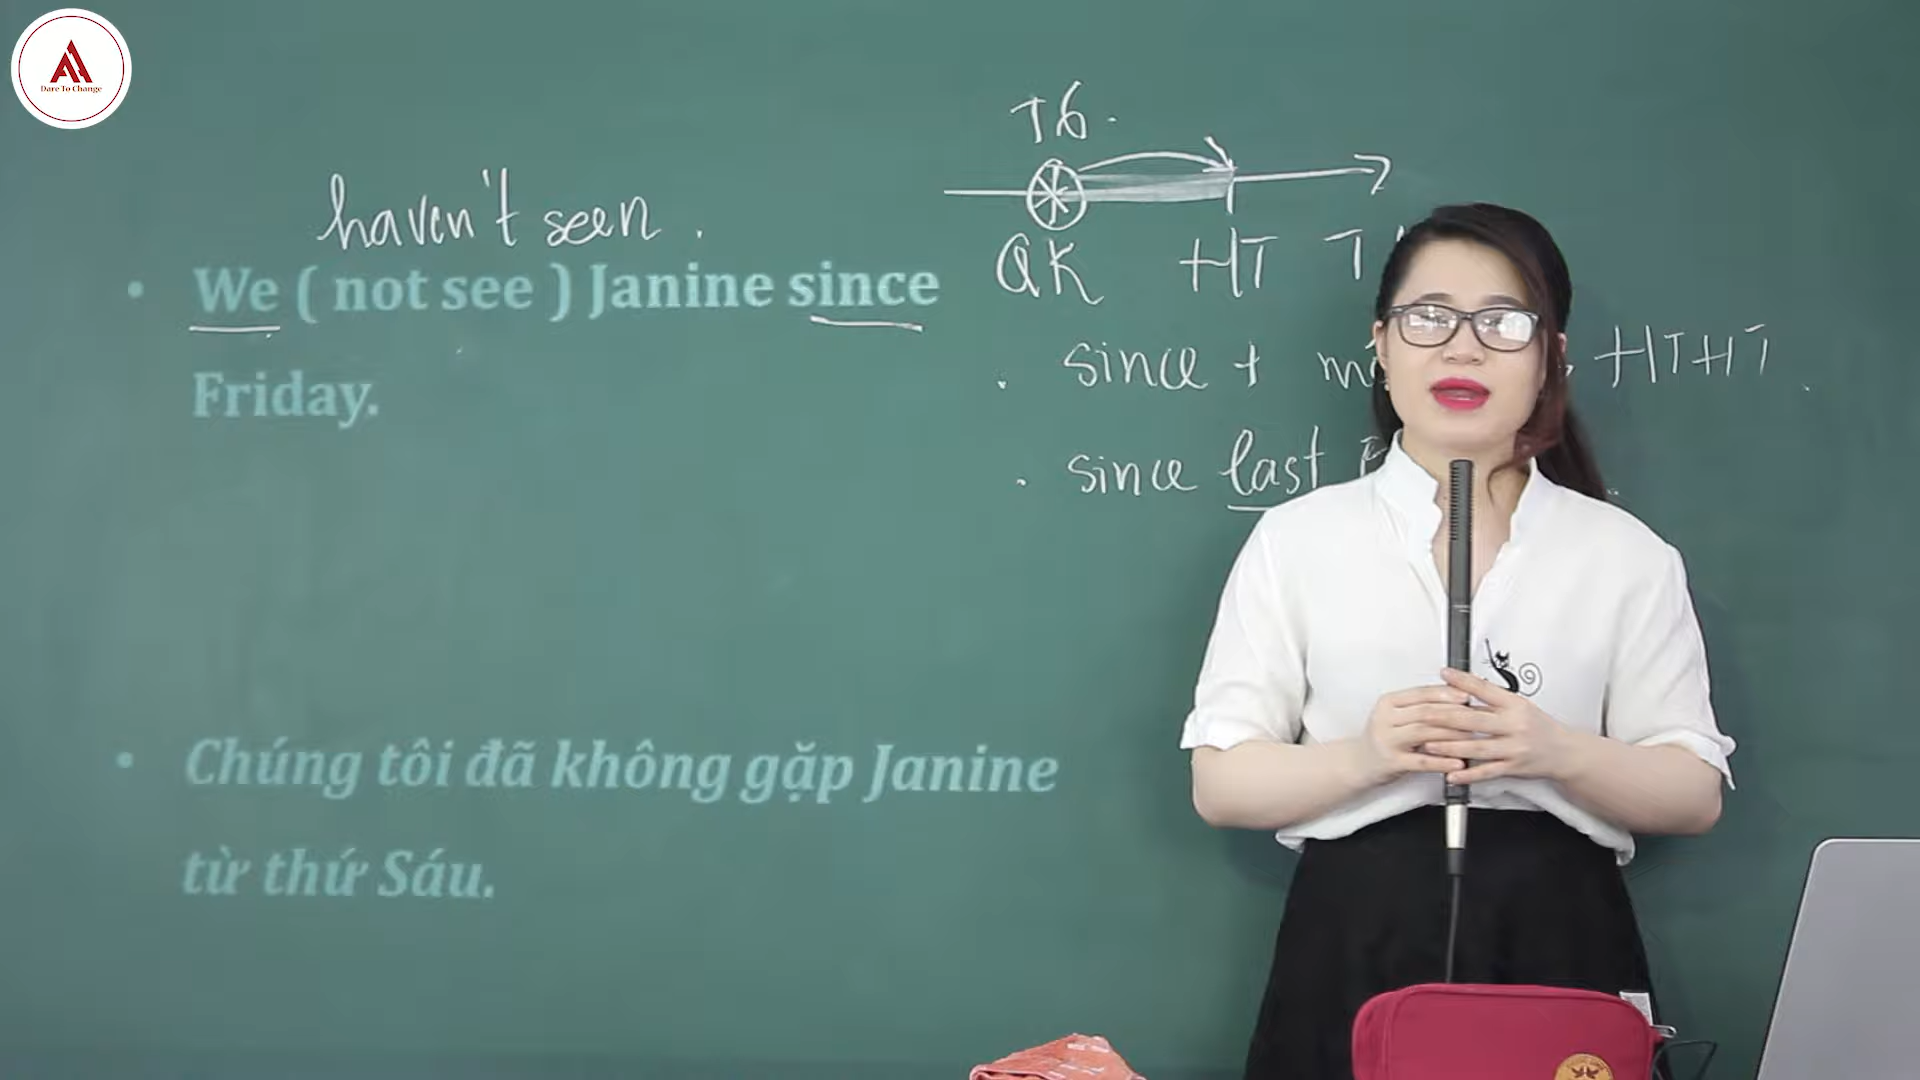 Dare To Change
T6.
haven't seen.
QK HT
• We ( not see ) Janine since
Friday.
. since + HTHT.
. since last
• Chúng tôi đã không gặp Janine
từ thứ Sáu.